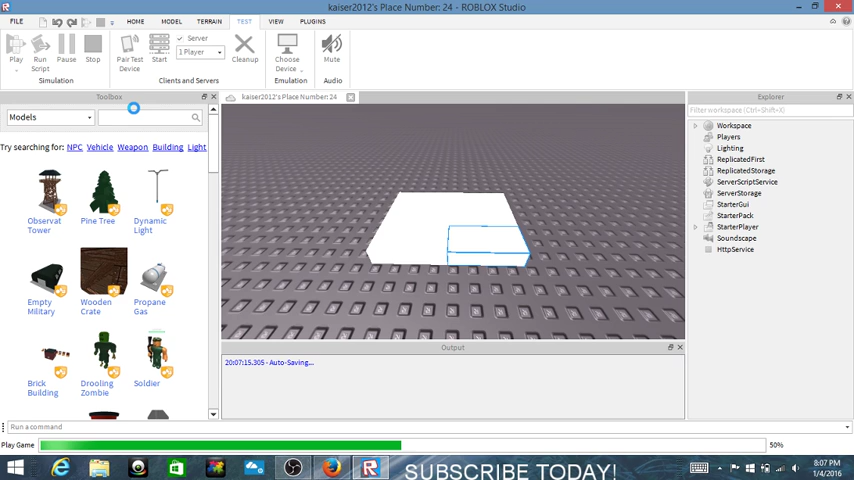 kaiser2012's Place Number: 24 - ROBLOX Studio
FILE HOME MODEL TERRAIN TEST VIEW PLUGINS
Play Run Script Pause Stop
Simulation
Pair Test Device Server Start 1 Player Cleanup
Clients and Servers
Choose Device
Emulation
Mute
Audio
Toolbox
Models
Try searching for: NPC Vehicle Weapon Building Light
Observat Tower
Pine Tree
Dynamic Light
Empty Military
Wooden Crate
Propane Gas
Brick Building
Drooling Zombie
Soldier
kaiser2012's Place Number: 24
Output
20:07:15.305 - Auto-Saving...
Explorer
Filter workspace (Ctrl+Shift+X)
Workspace
Players
Lighting
ReplicatedFirst
ReplicatedStorage
ServerScriptService
ServerStorage
StarterGui
StarterPack
StarterPlayer
Soundscape
HttpService
Run a command
Play Game
50%
SUBSCRIBE TODAY!
8:07 PM
1/4/2016